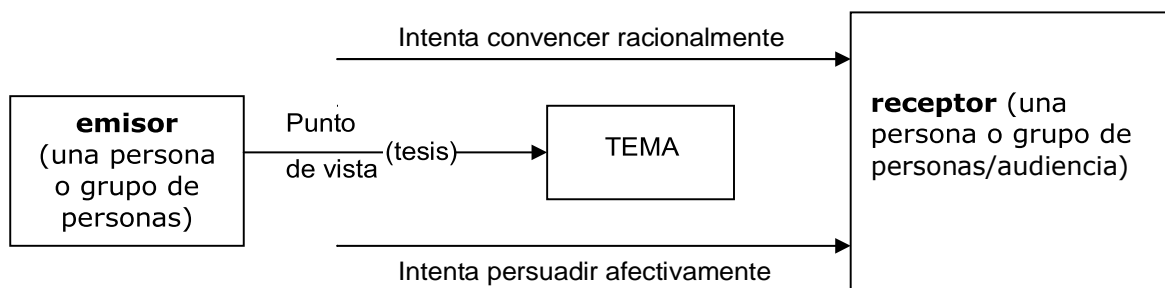 Intenta convencer racionalmente
emisor
(una persona
o grupo de
personas)
Punto
de vista
(tesis)
TEMA
receptor (una
persona o grupo de
personas/audiencia)
Intenta persuadir afectivamente